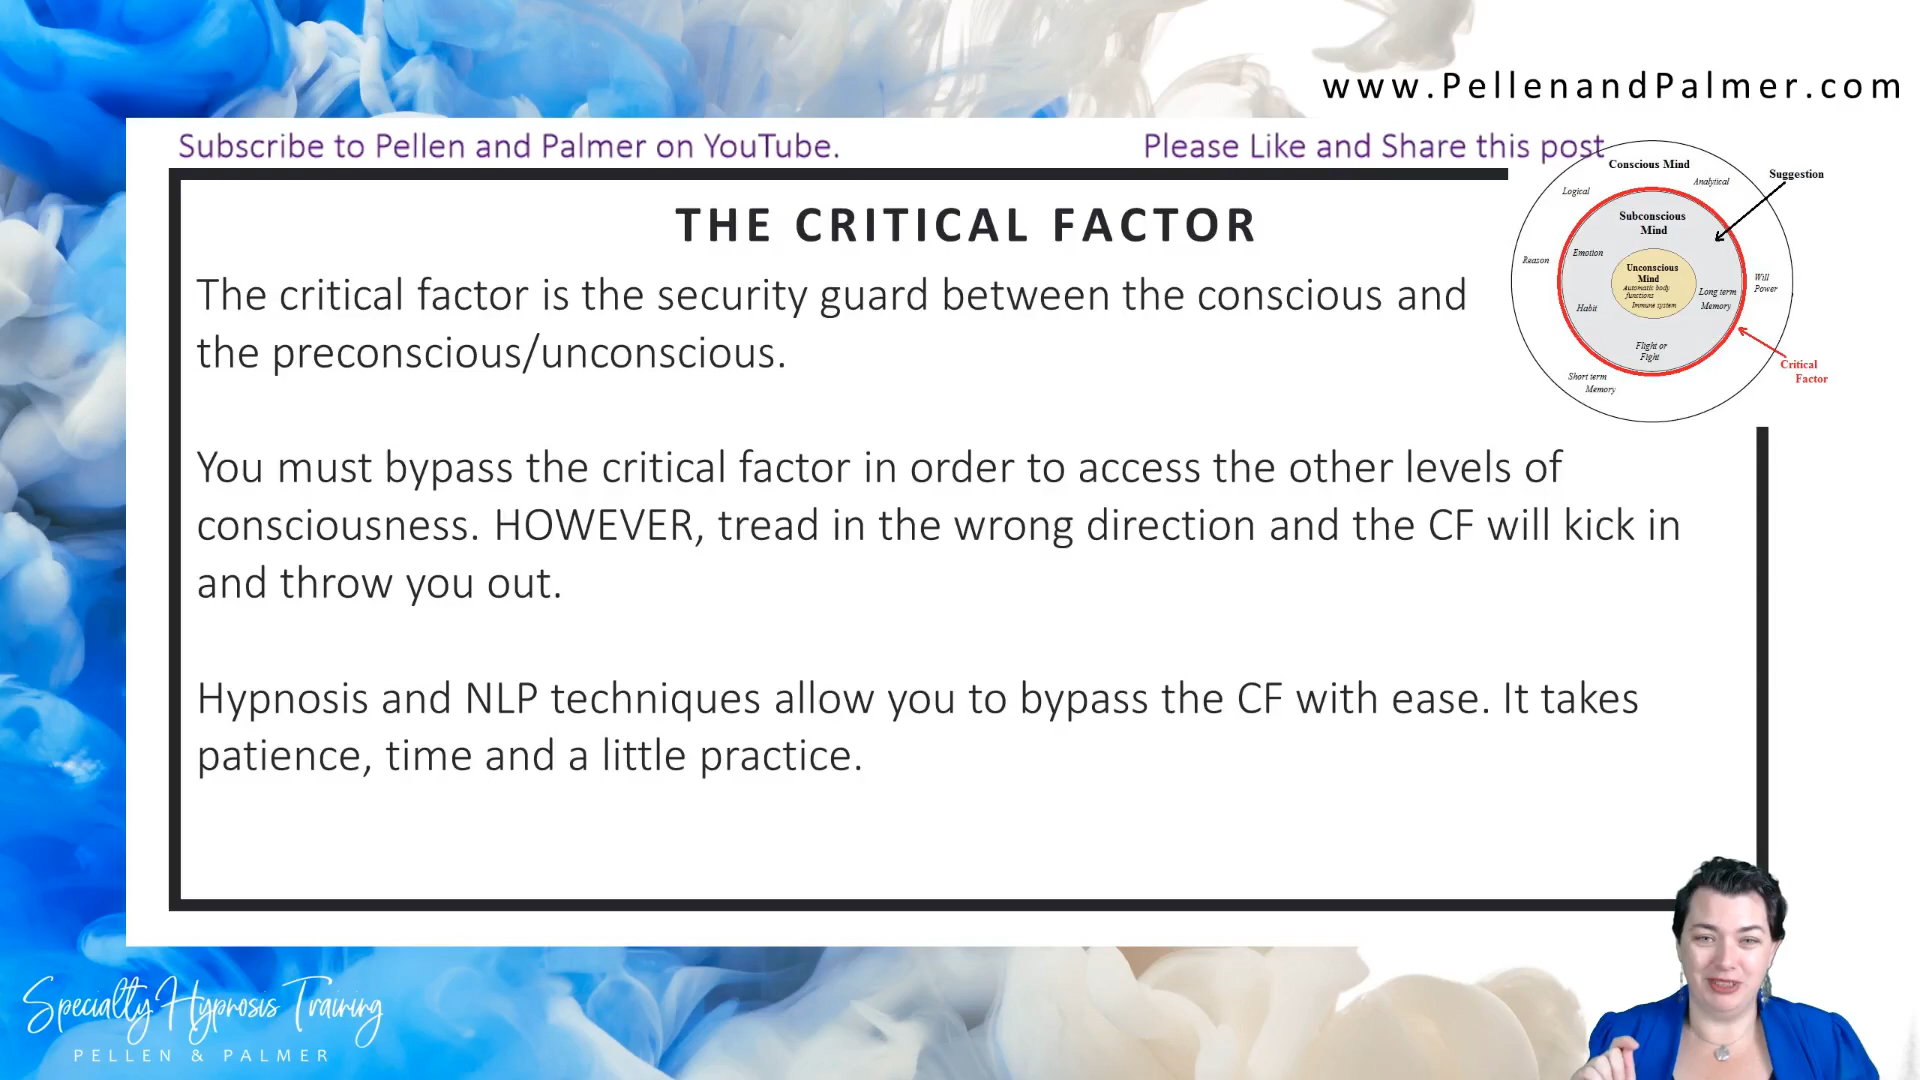 www.PellenandPalmer.com
Subscribe to Pellen and Palmer on YouTube.
Please Like and Share this post
THE CRITICAL FACTOR
The critical factor is the security guard between the conscious and
the preconscious/unconscious.
You must bypass the critical factor in order to access the other levels of
consciousness. HOWEVER, tread in the wrong direction and the CF will kick in
and throw you out.
Hypnosis and NLP techniques allow you to bypass the CF with ease. It takes
patience, time and a little practice.
Conscious Mind
Suggestion
Logical
Analytical
Subconscious
Mind
Reason
Emotion
Unconscious
Mind
Automatic body
functions
Immune system
Will
Power
Long term
Memory
Habit
Flight or
Fight
Short term
Memory
Critical
Factor
Specialty Hypnosis Training
PELLEN & PALMER